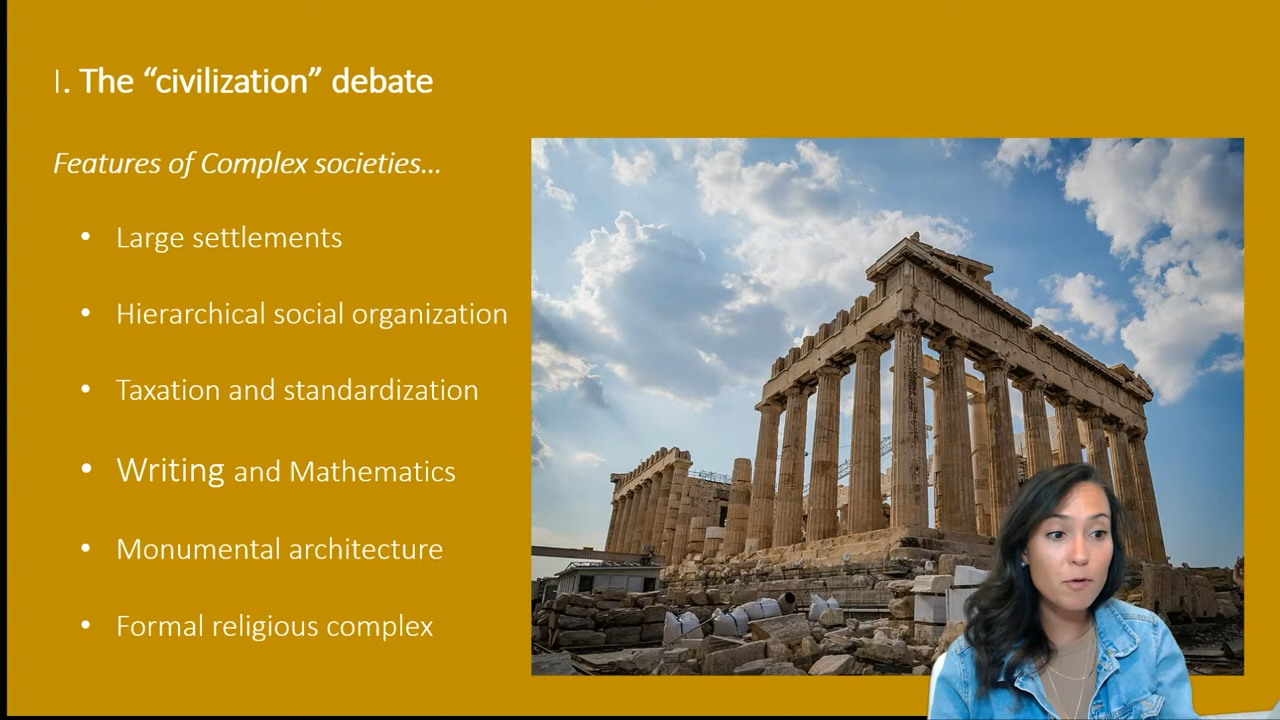 I. The “civilization” debate
Features of Complex societies...
• Large settlements
• Hierarchical social organization
• Taxation and standardization
• Writing and Mathematics
• Monumental architecture
• Formal religious complex